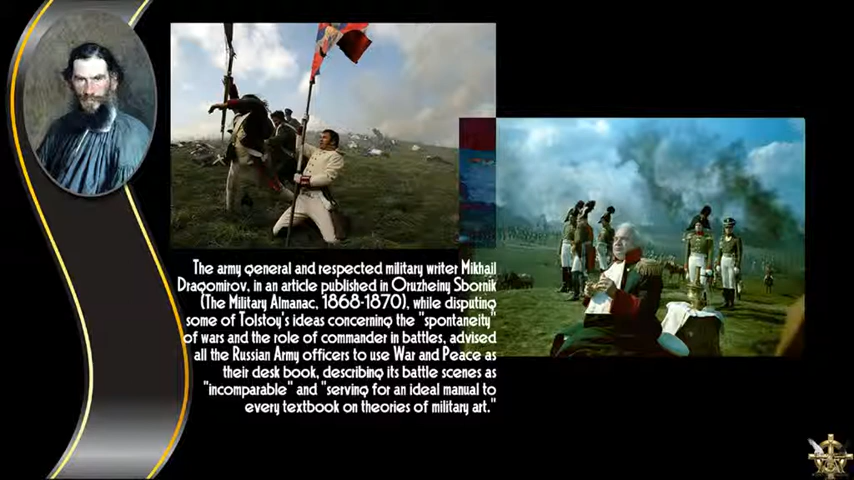 The army general and respected military writer Mikhail
Dragomirov, in an article published in Oruzheiny Sbornik
(The Military Almanac, 1868-1870), while disputing
some of Tolstoy's ideas concerning the "spontaneity"
of wars and the role of commander in battles, advised
all the Russian Army officers to use War and Peace as
their desk book, describing its battle scenes as
"incomparable" and "serving for an ideal manual to
every textbook on theories of military art."